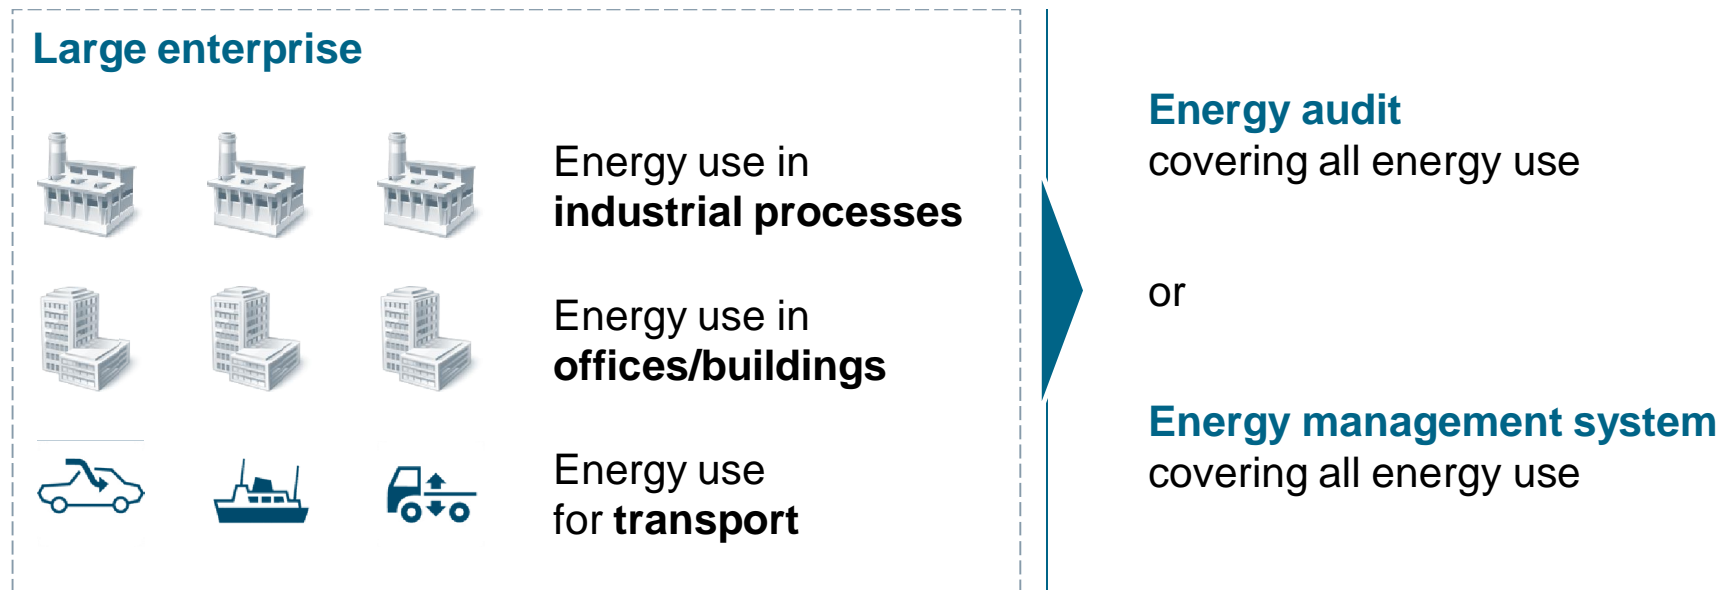 Large enterprise
Energy use in
industrial processes
Energy use in
offices/buildings
Energy use
for transport
Energy audit
covering all energy use
or
Energy management system
covering all energy use